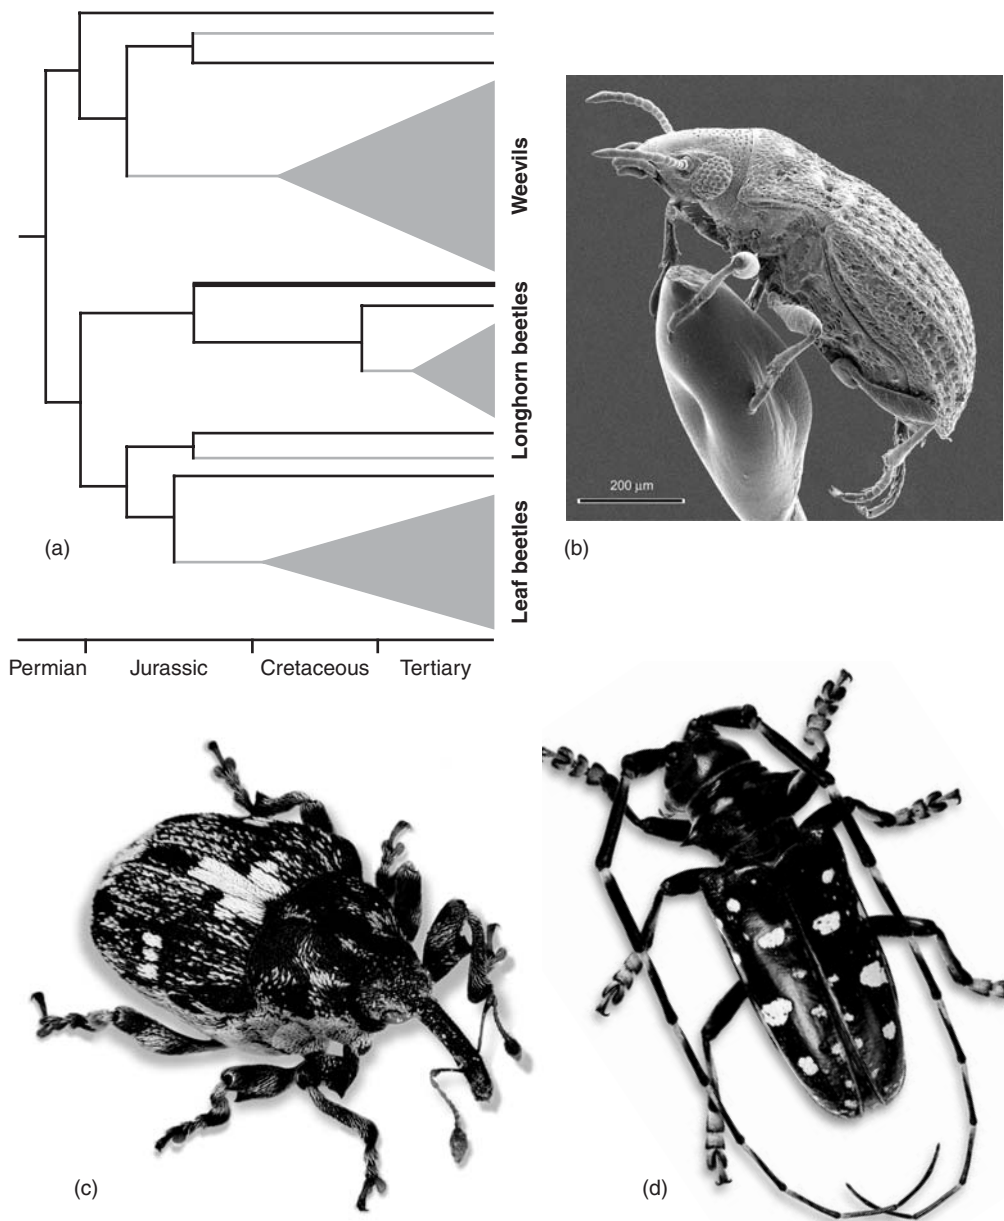 (a)
Weevils
Longhorn beetles
Leaf beetles
Permian Jurassic Cretaceous Tertiary
200 μm
(b)
(c)
(d)